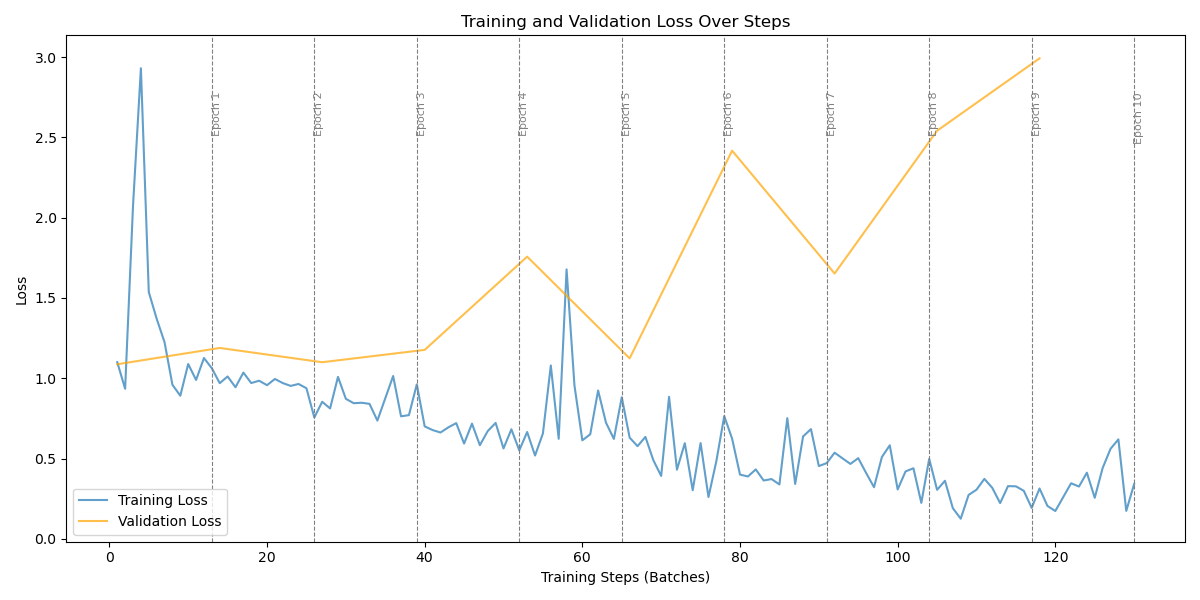 Training and Validation Loss Over Steps
3.0
2.5
2.0
1.5
1.0
0.5
0.0
Loss
Epoch 1
Epoch 2
Epoch 3
Epoch 4
Epoch 5
Epoch 6
Epoch 7
Epoch 8
Epoch 9
Epoch 10
Training Loss
Validation Loss
0 20 40 60 80 100 120
Training Steps (Batches)